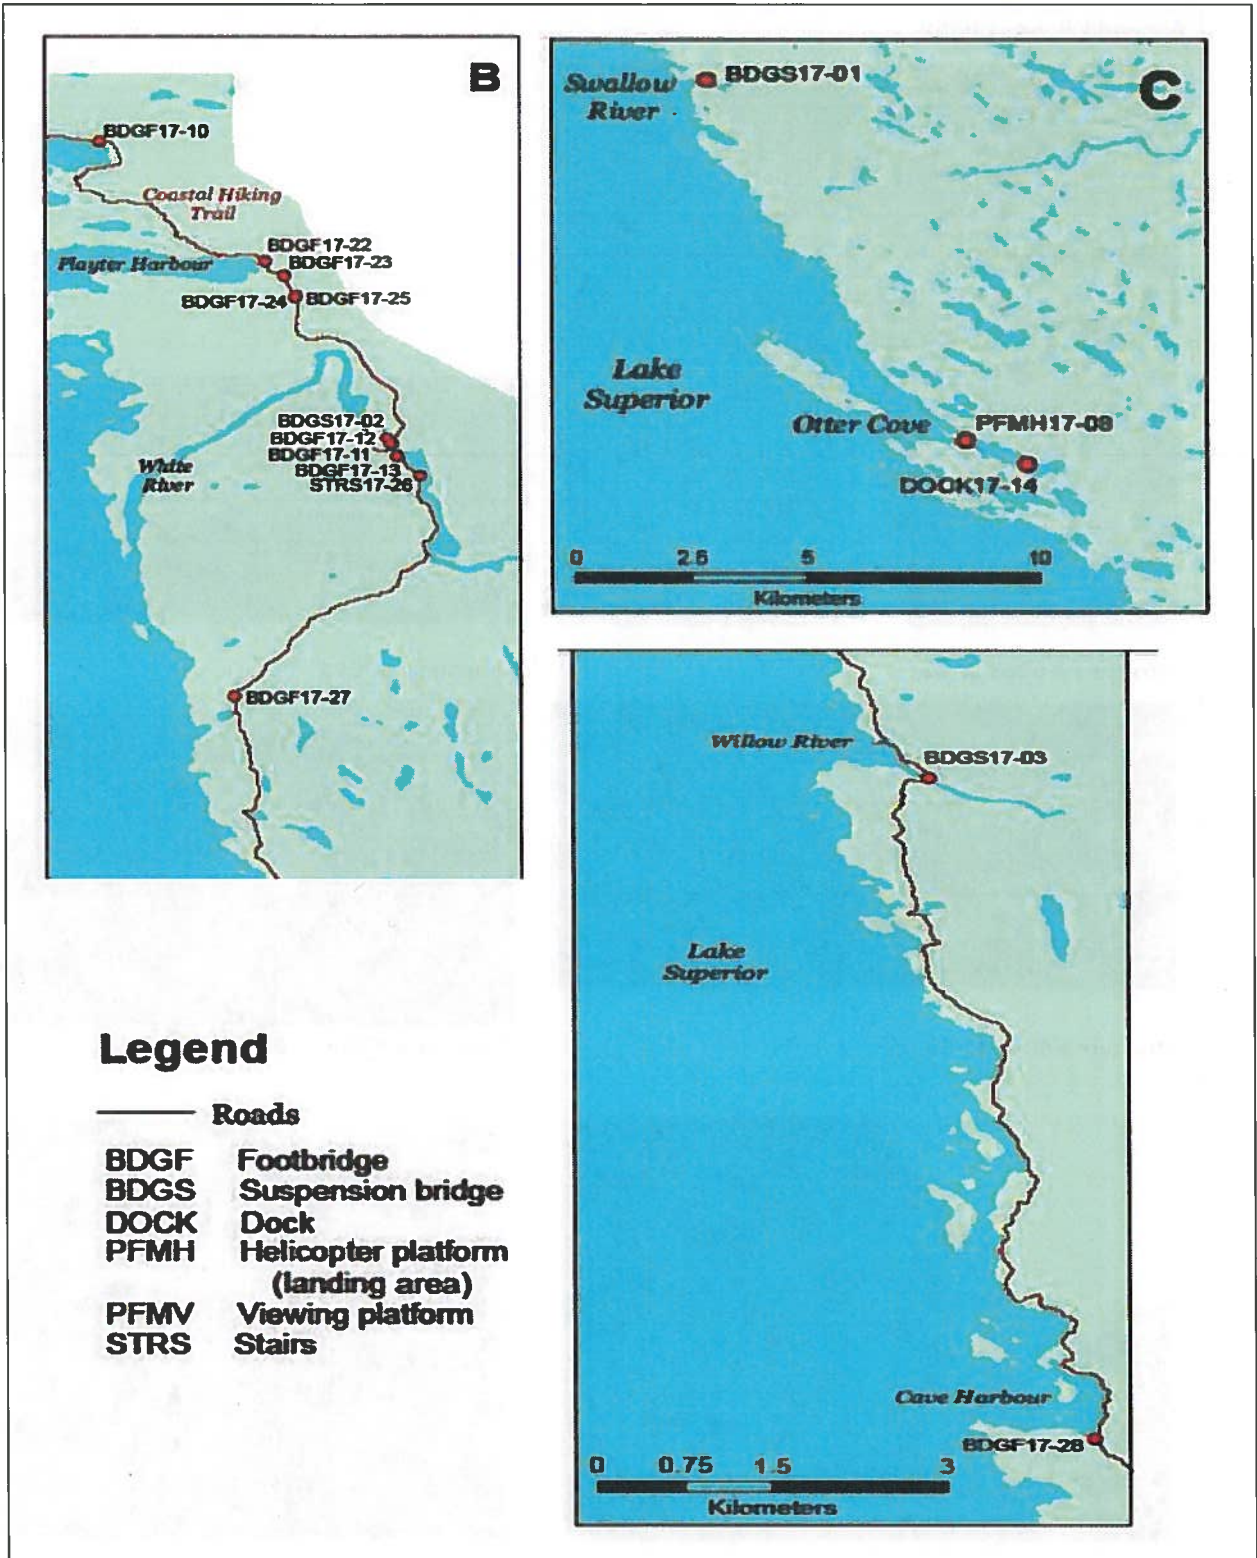 B
BDGF17-10
Coastal Hiking
Trail
BDGF17-22
Playter Harbour
BDGF17-23
BDGF17-24
BDGF17-25
BDGS17-02
BDGF17-12
BDGF17-11
BDGF17-13
STRS17-26
White
River
BDGF17-27
C
Swallow
River
BDGS17-01
Lake
Superior
Otter Cove
PFMH17-08
DOCK17-14
0 2.5 5 10
Kilometers
Willow River
BDGS17-03
Lake
Superior
Cave Harbour
BDGF17-28
0 0.75 1.5 3
Kilometers
Legend
Roads
BDGF Footbridge
BDGS Suspension bridge
DOCK Dock
PFMH Helicopter platform
(landing area)
PFMV Viewing platform
STRS Stairs